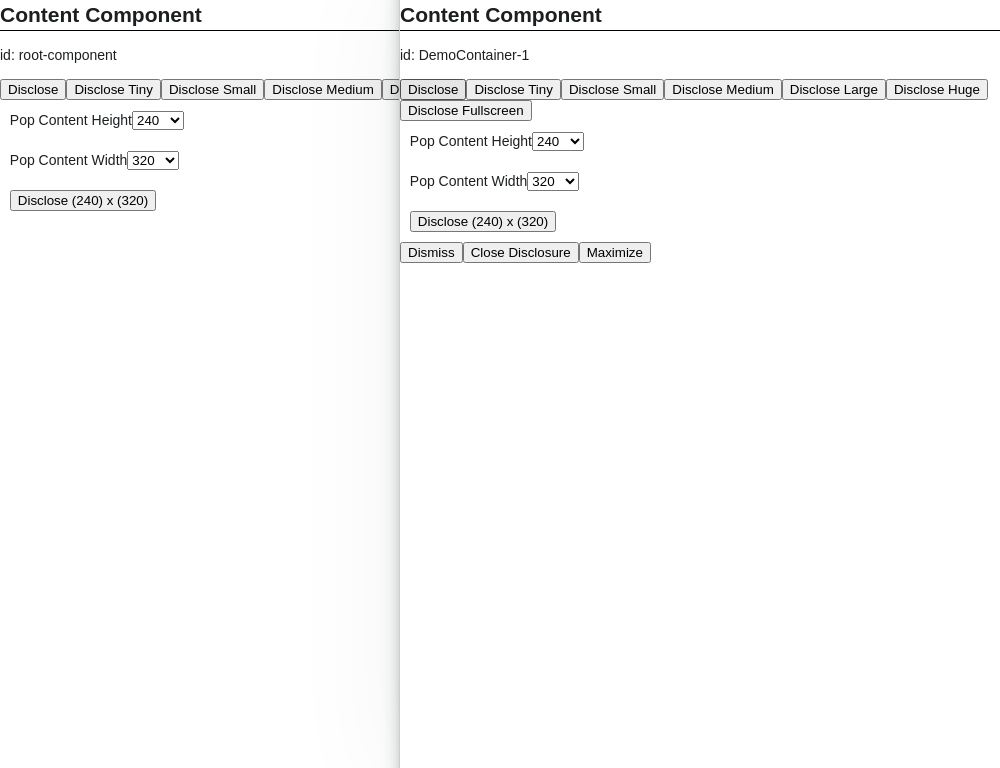 Content Component
id: root-component
Disclose Disclose Tiny Disclose Small Disclose Medium D
Pop Content Height 240
Pop Content Width 320
Disclose (240) x (320)
Content Component
id: DemoContainer-1
Disclose Disclose Tiny Disclose Small Disclose Medium Disclose Large Disclose Huge
Disclose Fullscreen
Pop Content Height 240
Pop Content Width 320
Disclose (240) x (320)
Dismiss Close Disclosure Maximize